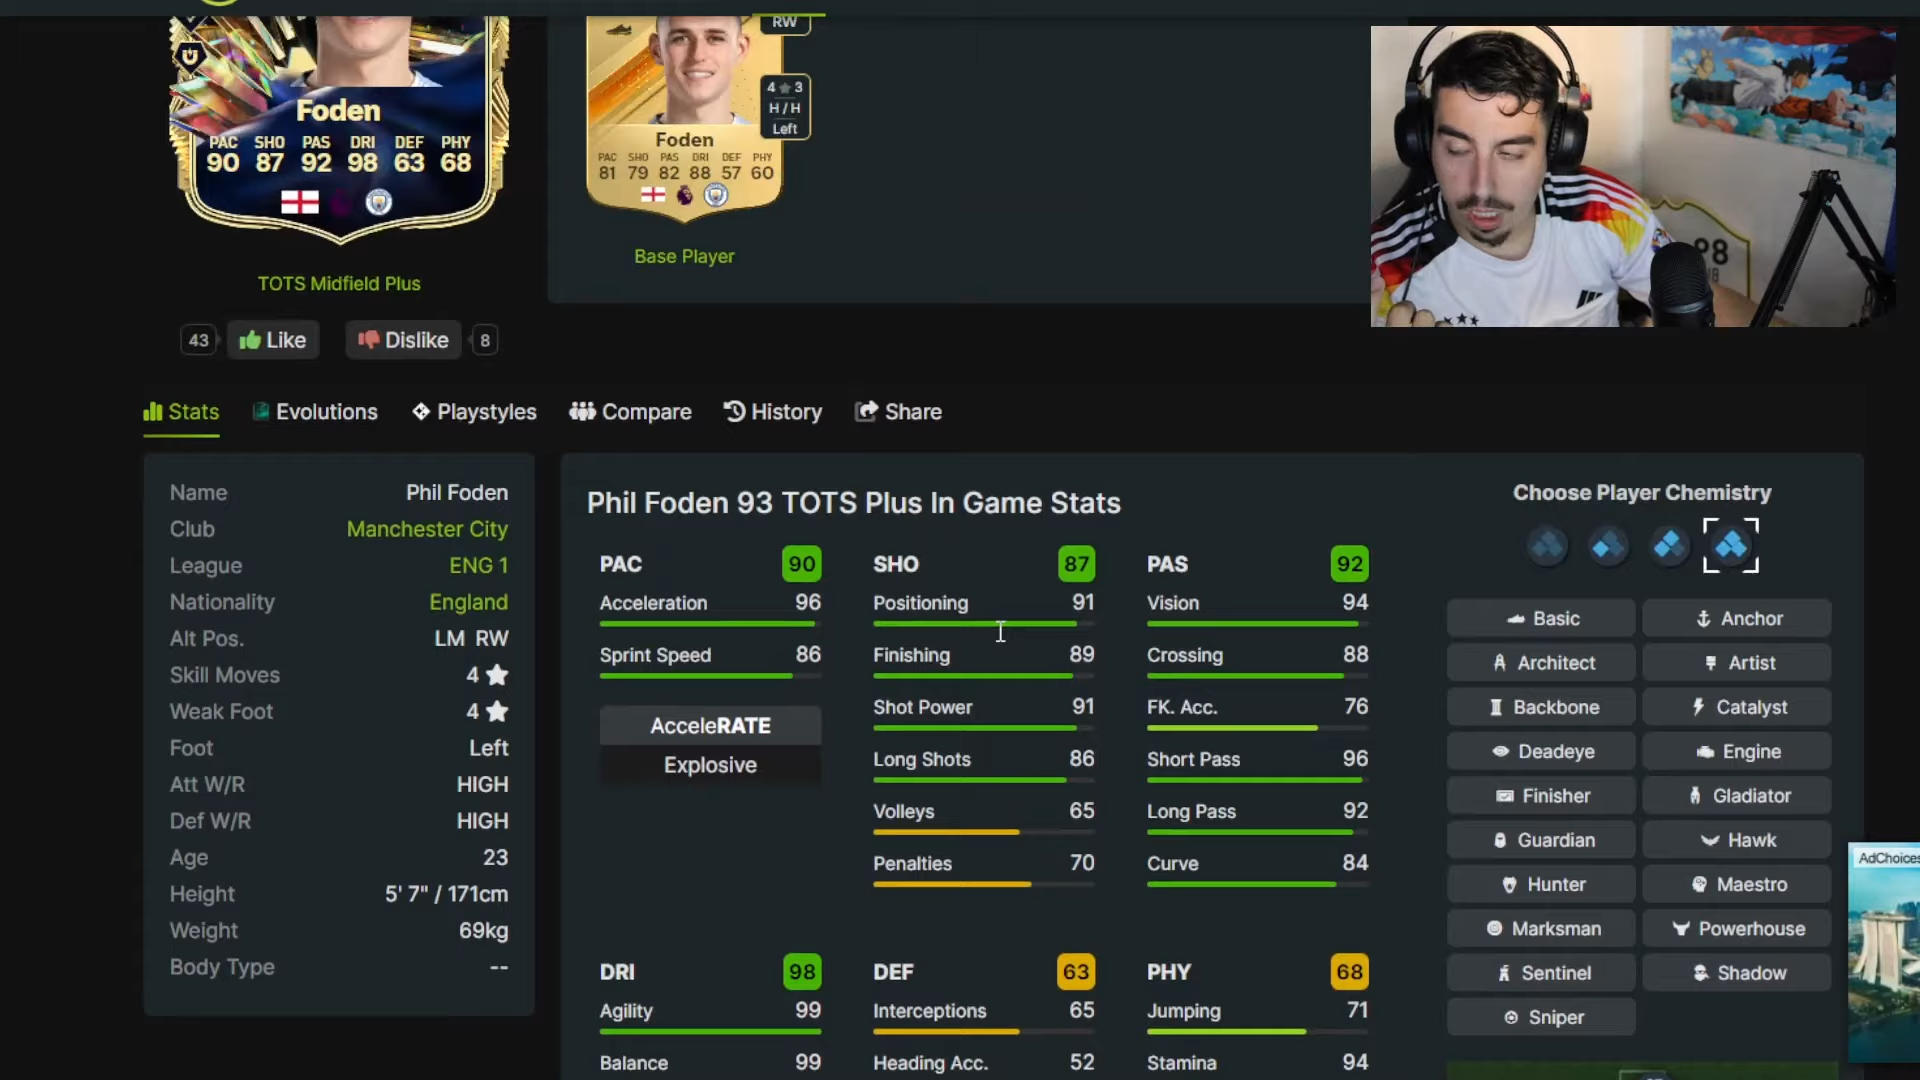 RW
4 ★ 3
H / H
Left
Foden
PAC SHO PAS DRI DEF PHY
90 87 92 98 63 68
Foden
PAC SHO PAS DRI DEF PHY
81 79 82 88 57 60
TOTS Midfield Plus
Base Player
43 Like Dislike 8
88
Stats Evolutions Playstyles Compare History Share
Name Phil Foden
Club Manchester City
League ENG 1
Nationality England
Alt Pos. LM RW
Skill Moves 4 ★
Weak Foot 4 ★
Foot Left
Att W/R HIGH
Def W/R HIGH
Age 23
Height 5' 7" / 171cm
Weight 69kg
Body Type --
Phil Foden 93 TOTS Plus In Game Stats
PAC 90
Acceleration 96
Sprint Speed 86
AcceleRATE
Explosive
SHO 87
Positioning 91
Finishing 89
Shot Power 91
Long Shots 86
Volleys 65
Penalties 70
PAS 92
Vision 94
Crossing 88
FK. Acc. 76
Short Pass 96
Long Pass 92
Curve 84
DRI 98
Agility 99
Balance 99
DEF 63
Interceptions 65
Heading Acc. 52
PHY 68
Jumping 71
Stamina 94
Choose Player Chemistry
Basic Anchor
Architect Artist
Backbone Catalyst
Deadeye Engine
Finisher Gladiator
Guardian Hawk
Hunter Maestro
Marksman Powerhouse
Sentinel Shadow
Sniper
AdChoices